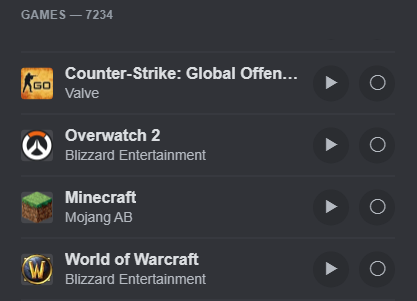 GAMES — 7234
Counter-Strike: Global Offen...
GO
Valve
Overwatch 2
Blizzard Entertainment
Minecraft
Mojang AB
World of Warcraft
W
Blizzard Entertainment